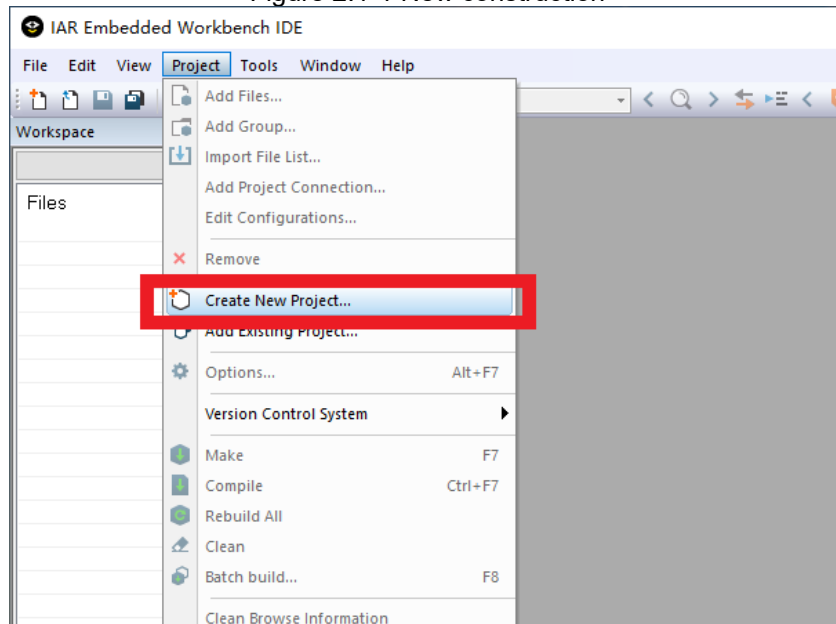 IAR Embedded Workbench IDE
File Edit View Project Tools Window Help
Workspace
Files
Add Files...
Add Group...
Import File List...
Add Project Connection...
Edit Configurations...
Remove
Create New Project...
Add Existing Project...
Options... Alt+F7
Version Control System
Make F7
Compile Ctrl+F7
Rebuild All
Clean
Batch build... F8
Clean Browse Information